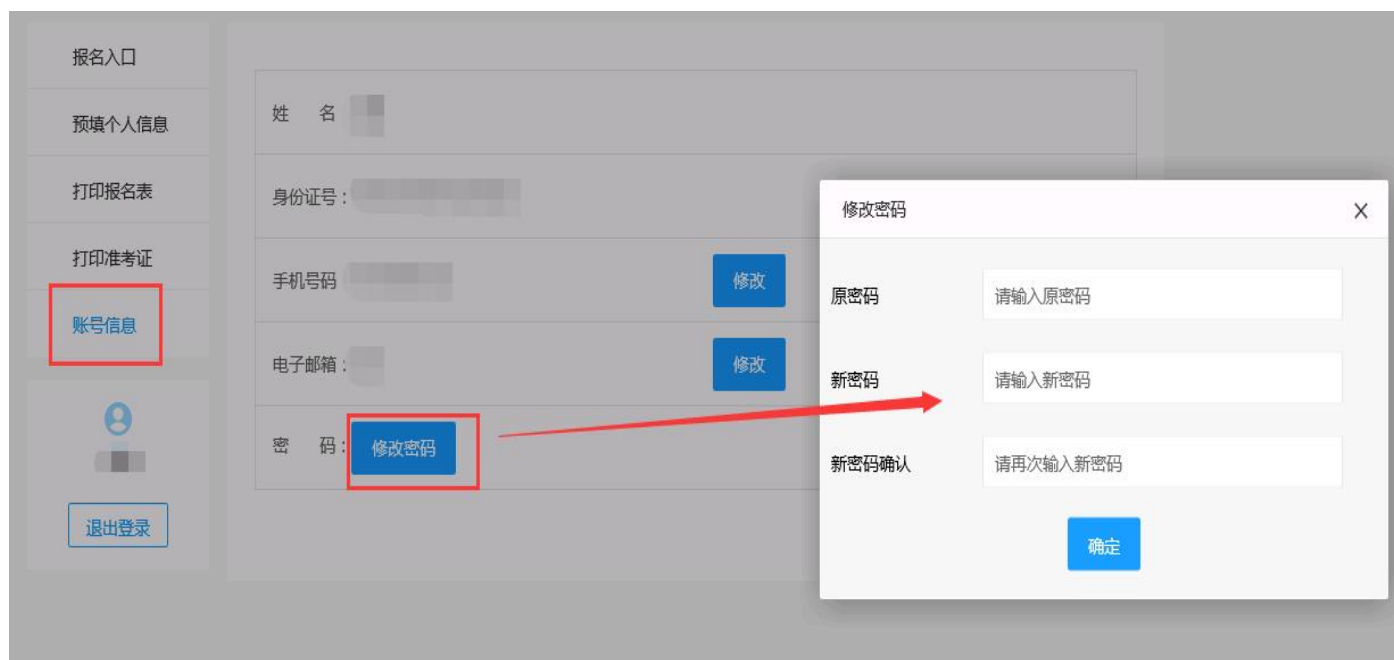 报名入口
预填个人信息
打印报名表
打印准考证
账号信息
退出登录
姓 名
身份证号：
手机号码 修改
电子邮箱： 修改
密 码： 修改密码
修改密码 X
原密码 请输入原密码
新密码 请输入新密码
新密码确认 请再次输入新密码
确定